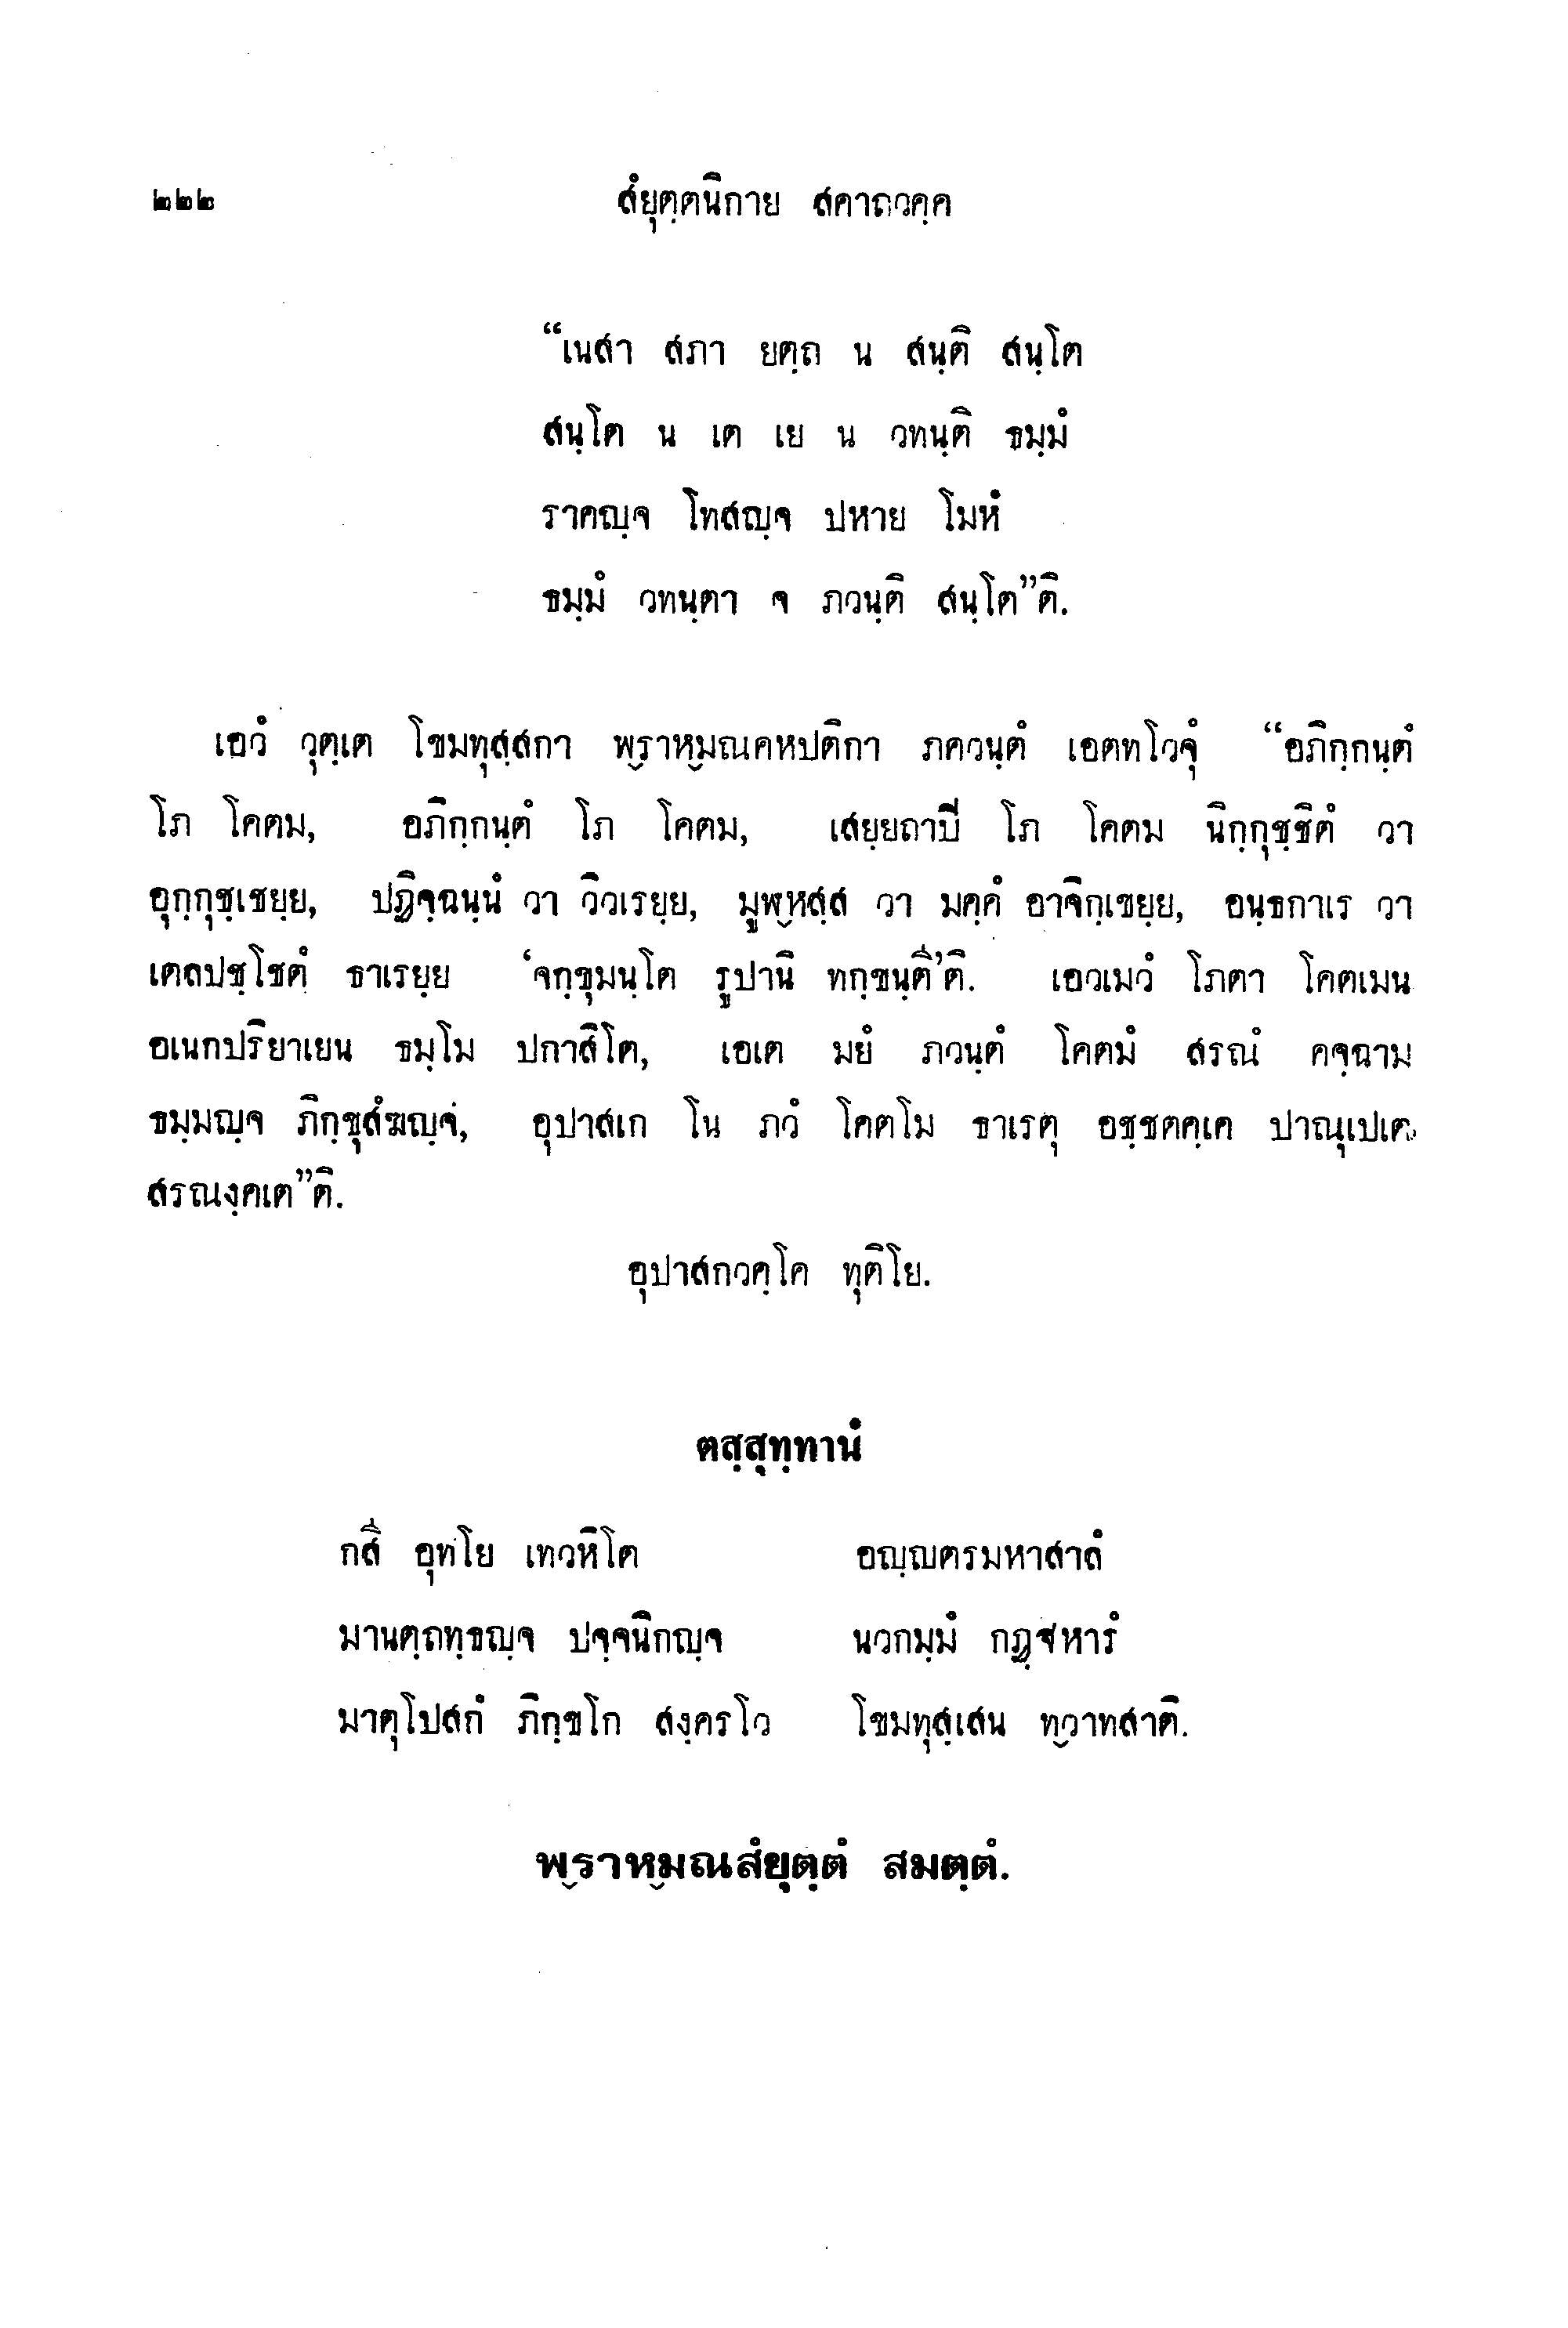 ๒๒๒ สํยุตฺตนิกาย สคาถวคฺค
“เนสา สภา ยตฺถ น สนฺติ สนฺโต
สนฺโต น เต เย น วทนฺติ ธมฺมํ
ราคญฺจ โทสญฺจ ปหาย โมหํ
ธมฺมํ วทนฺตา จ ภวนฺติ สนฺโต”ติ.
เอวํ วุตฺเต โขมทุสฺสกา พฺราหฺมณคหปติกา ภควนฺตํ เอตทโวจุํ “อภิกฺกนฺตํ
โภ โคตม, อภิกฺกนฺตํ โภ โคตม, เสยฺยถาปิ โภ โคตม นิกฺกุชฺชิตํ วา
อุกฺกุชฺเชยฺย, ปฏิจฺฉนฺนํ วา วิวเรยฺย, มูฬฺหสฺส วา มคฺคํ อาจิกฺเขยฺย, อนฺธกาเร วา
เตลปชฺโชตํ ธาเรยฺย ‘จกฺขุมนฺโต รูปานิ ทกฺขนฺตี’ติ. เอวเมวํ โภตา โคตเมน
อเนกปริยาเยน ธมฺโม ปกาสิโต, เอเต มยํ ภวนฺตํ โคตมํ สรณํ คจฺฉาม
ธมฺมญฺจ ภิกฺขุสํฆญฺจ, อุปาสเก โน ภวํ โคตโม ธาเรตุ อชฺชตคฺเค ปาณุเปเต
สรณงฺคเต”ติ.
อุปาสกวคฺโค ทุติโย.
ตสฺสุทฺทานํ
กสี อุทโย เทวหิโต อญฺญตรมหาสาลํ
มานตฺถทฺธญฺจ ปจฺจนิกญฺจ นวกมฺมํ กฏฺฐหารํ
มาตุโปสกํ ภิกฺขโก สงฺครโว โขมทุสฺเสน ทฺวาทสาติ.
พฺราหฺมณสํยุตฺตํ สมตฺตํ.